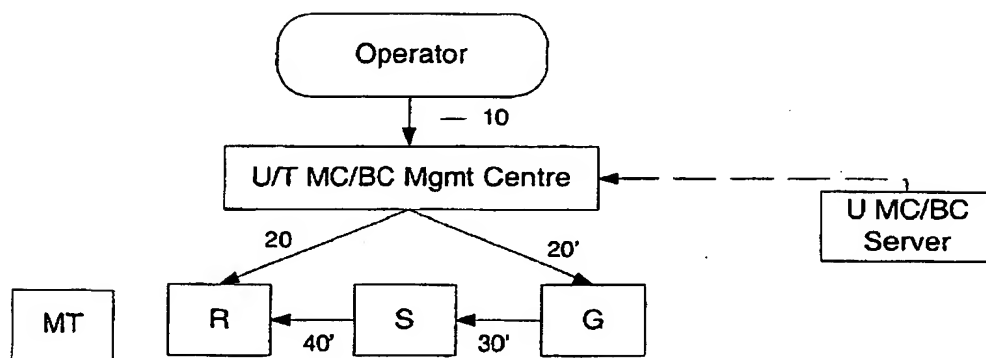 Operator
10
U/T MC/BC Mgmt Centre
U MC/BC
Server
20
20'
MT
R
S
G
40'
30'